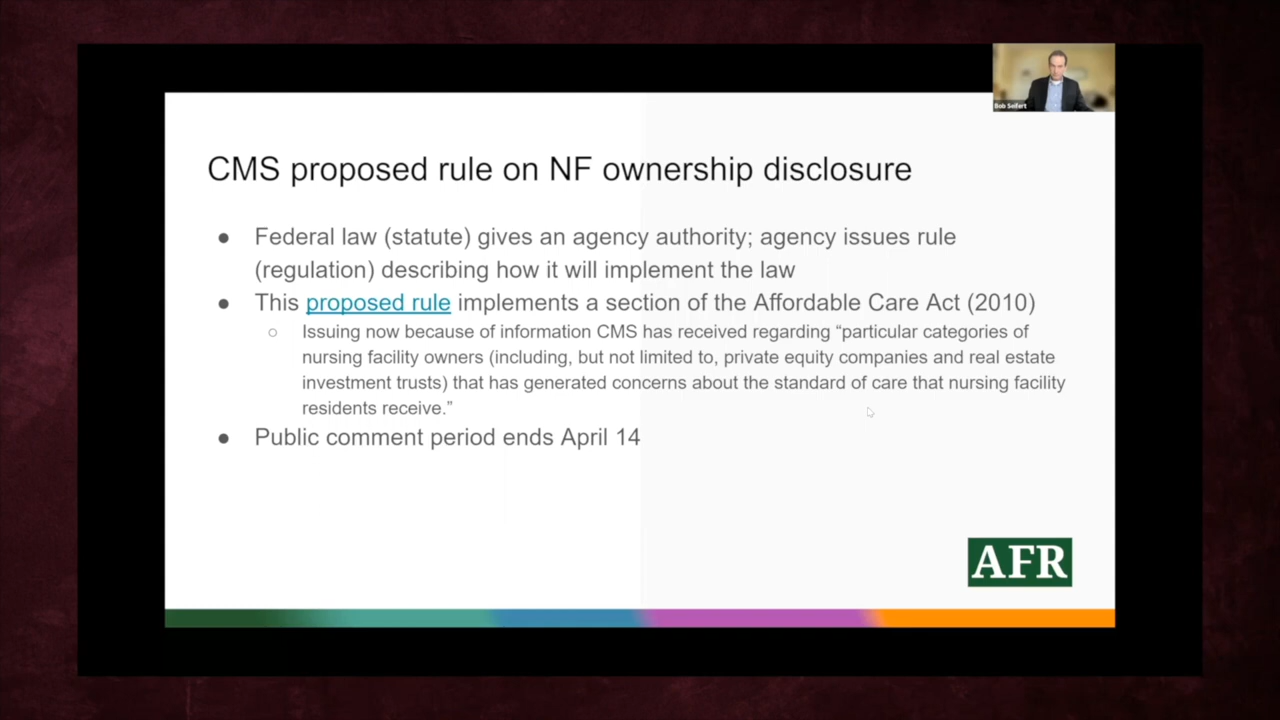 Bob Seifert
CMS proposed rule on NF ownership disclosure
● Federal law (statute) gives an agency authority; agency issues rule
(regulation) describing how it will implement the law
● This proposed rule implements a section of the Affordable Care Act (2010)
○ Issuing now because of information CMS has received regarding “particular categories of
nursing facility owners (including, but not limited to, private equity companies and real estate
investment trusts) that has generated concerns about the standard of care that nursing facility
residents receive.”
● Public comment period ends April 14
AFR